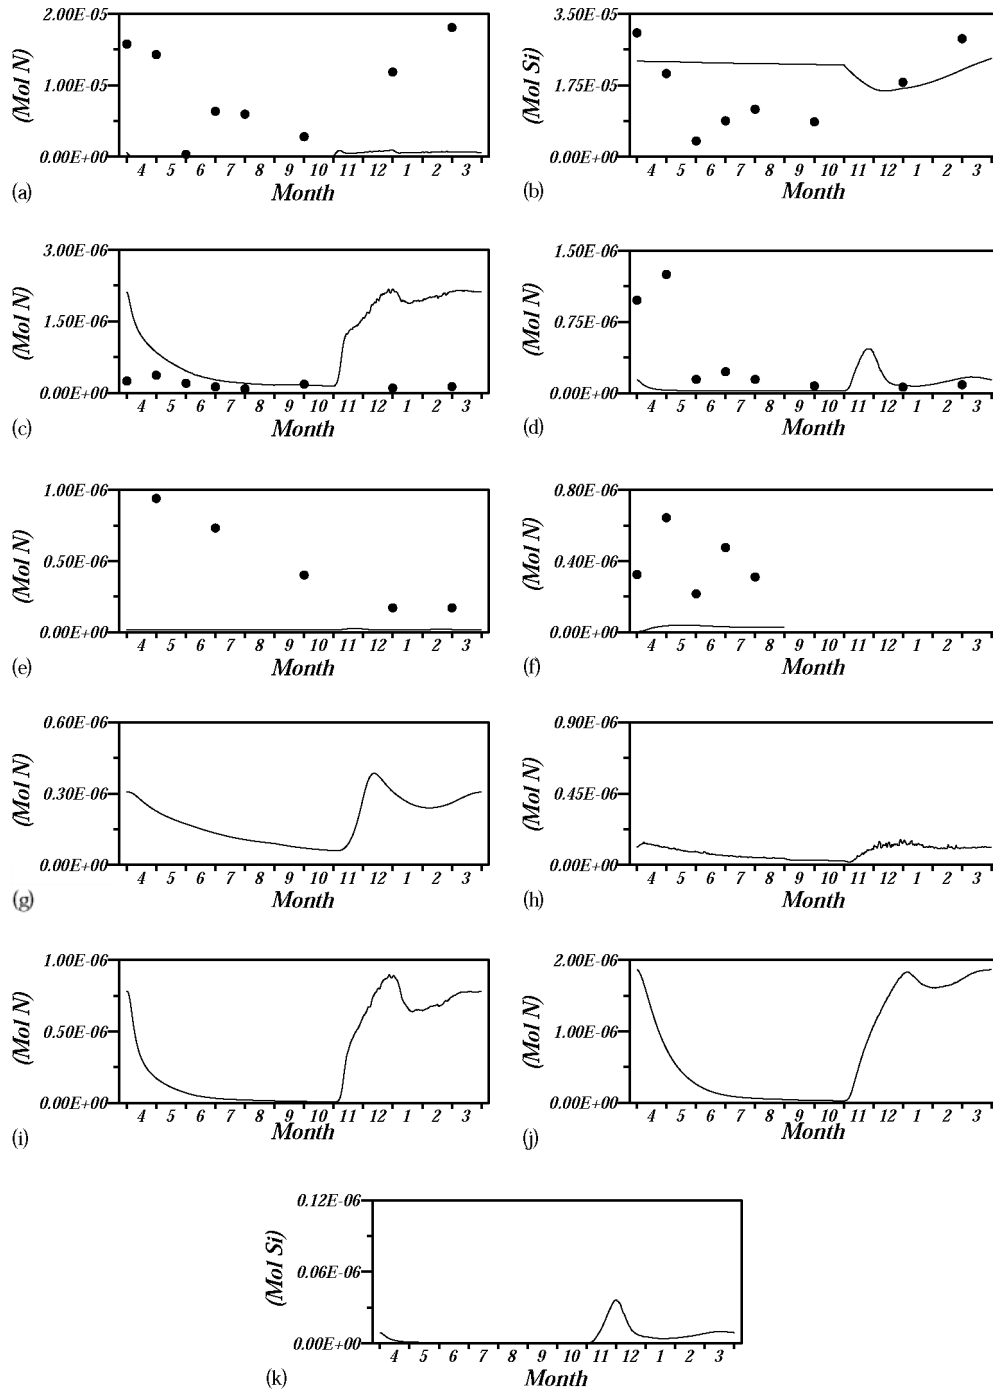 2.00E-05
1.00E-05
0.00E+00
(Mol N)
4 5 6 7 8 9 10 11 12 1 2 3
(a)
Month
3.50E-05
1.75E-05
0.00E+00
(Mol Si)
4 5 6 7 8 9 10 11 12 1 2 3
(b)
Month
3.00E-06
1.50E-06
0.00E+00
(Mol N)
4 5 6 7 8 9 10 11 12 1 2 3
(c)
Month
1.50E-06
0.75E-06
0.00E+00
(Mol N)
4 5 6 7 8 9 10 11 12 1 2 3
(d)
Month
1.00E-06
0.50E-06
0.00E+00
(Mol N)
4 5 6 7 8 9 10 11 12 1 2 3
(e)
Month
0.80E-06
0.40E-06
0.00E+00
(Mol N)
4 5 6 7 8 9 10 11 12 1 2 3
(f)
Month
0.60E-06
0.30E-06
0.00E+00
(Mol N)
4 5 6 7 8 9 10 11 12 1 2 3
(g)
Month
0.90E-06
0.45E-06
0.00E+00
(Mol N)
4 5 6 7 8 9 10 11 12 1 2 3
(h)
Month
1.00E-06
0.50E-06
0.00E+00
(Mol N)
4 5 6 7 8 9 10 11 12 1 2 3
(i)
Month
2.00E-06
1.00E-06
0.00E+00
(Mol N)
4 5 6 7 8 9 10 11 12 1 2 3
(j)
Month
0.12E-06
0.06E-06
0.00E+00
(Mol Si)
4 5 6 7 8 9 10 11 12 1 2 3
(k)
Month